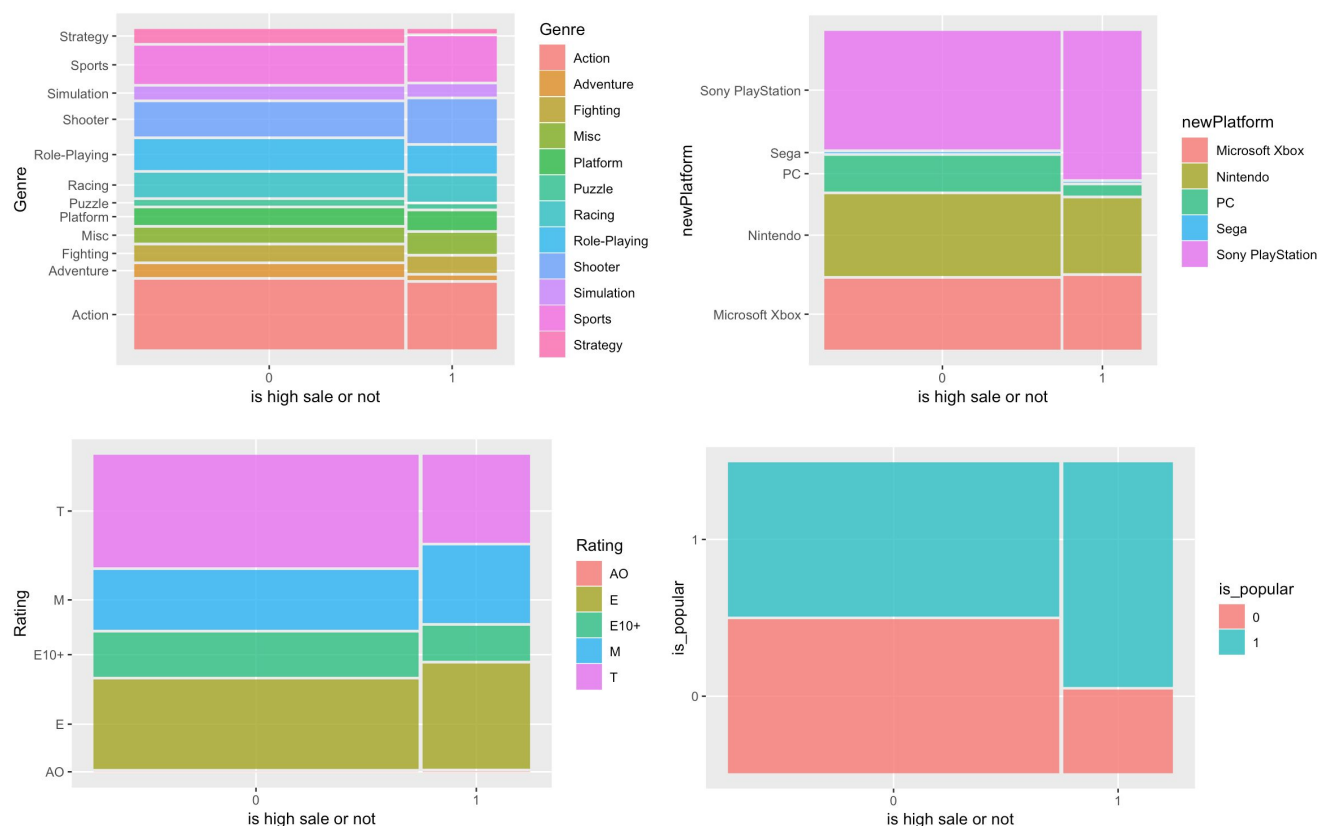 Strategy
Sports
Simulation
Shooter
Role-Playing
Racing
Puzzle
Platform
Misc
Fighting
Adventure
Action
Genre
0 1
is high sale or not
Genre
Action
Adventure
Fighting
Misc
Platform
Puzzle
Racing
Role-Playing
Shooter
Simulation
Sports
Strategy
Sony PlayStation
Sega
PC
Nintendo
Microsoft Xbox
newPlatform
0 1
is high sale or not
newPlatform
Microsoft Xbox
Nintendo
PC
Sega
Sony PlayStation
T
M
E10+
E
AO
Rating
0 1
is high sale or not
Rating
AO
E
E10+
M
T
1
0
is_popular
0 1
is high sale or not
is_popular
0
1